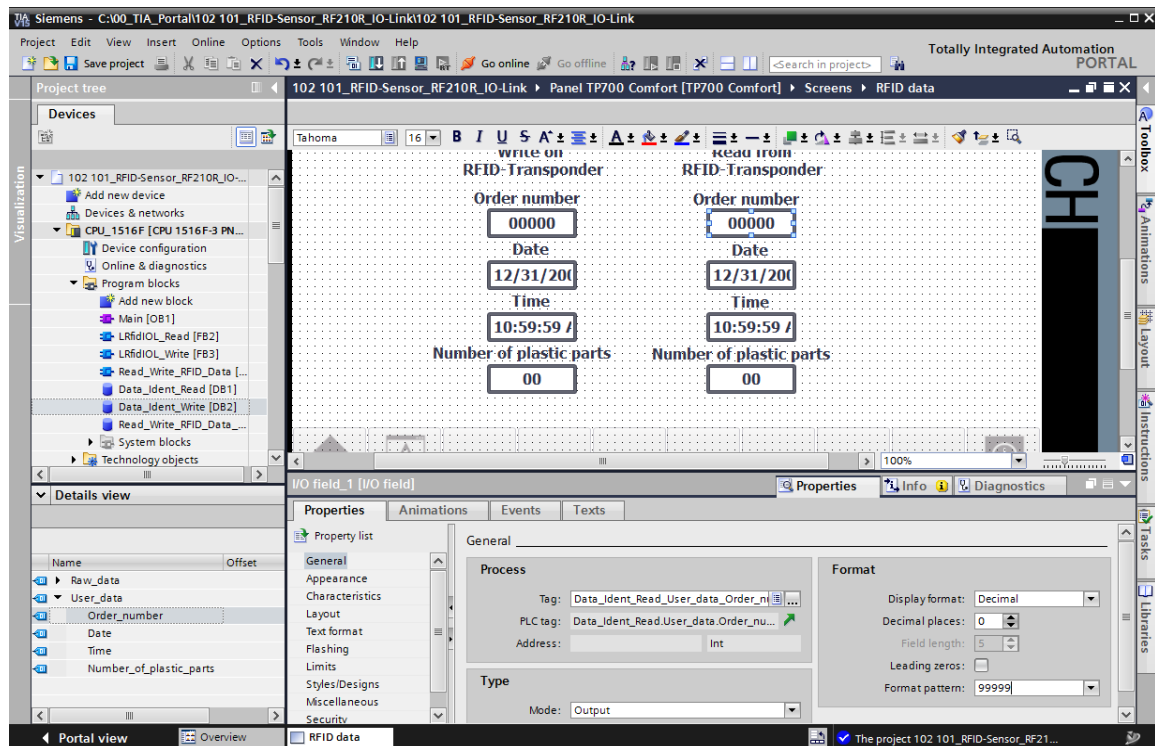 Siemens - C:\00_TIA_Portal\102 101_RFID-Sensor_RF210R_IO-Link\102 101_RFID-Sensor_RF210R_IO-Link
Project Edit View Insert Online Options Tools Window Help
Totally Integrated Automation
PORTAL
Save project Go online Go offline <Search in project>
Project tree
102 101_RFID-Sensor_RF210R_IO-Link Panel TP700 Comfort [TP700 Comfort] Screens RFID data
Devices
Tahoma 16 B I U S A A
Visualization
102 101_RFID-Sensor_RF210R_IO-...
Add new device
Devices & networks
CPU_1516F [CPU 1516F-3 PN...
Device configuration
Online & diagnostics
Program blocks
Add new block
Main [OB1]
LRfidIOL_Read [FB2]
LRfidIOL_Write [FB3]
Read_Write_RFID_Data [...
Data_Ident_Read [DB1]
Data_Ident_Write [DB2]
Read_Write_RFID_Data_...
System blocks
Technology objects
Write on Read from
RFID-Transponder RFID-Transponder
Order number Order number
00000 00000
Date Date
12/31/200 12/31/200
Time Time
10:59:59 A 10:59:59 A
Number of plastic parts Number of plastic parts
00 00
CH
100%
Toolbox
Animations
Layout
Instructions
Tasks
Libraries
Details view
Name Offset
Raw_data
User_data
Order_number
Date
Time
Number_of_plastic_parts
I/O field_1 [I/O field]
Properties Info Diagnostics
Properties Animations Events Texts
Property list
General
Appearance
Characteristics
Layout
Text format
Flashing
Limits
Styles/Designs
Miscellaneous
Security
General
Process
Tag: Data_Ident_Read_User_data_Order_n
PLC tag: Data_Ident_Read.User_data.Order_nu...
Address: Int
Type
Mode: Output
Format
Display format: Decimal
Decimal places: 0
Field length: 5
Leading zeros:
Format pattern: 99999
Portal view Overview RFID data The project 102 101_RFID-Sensor_RF21...